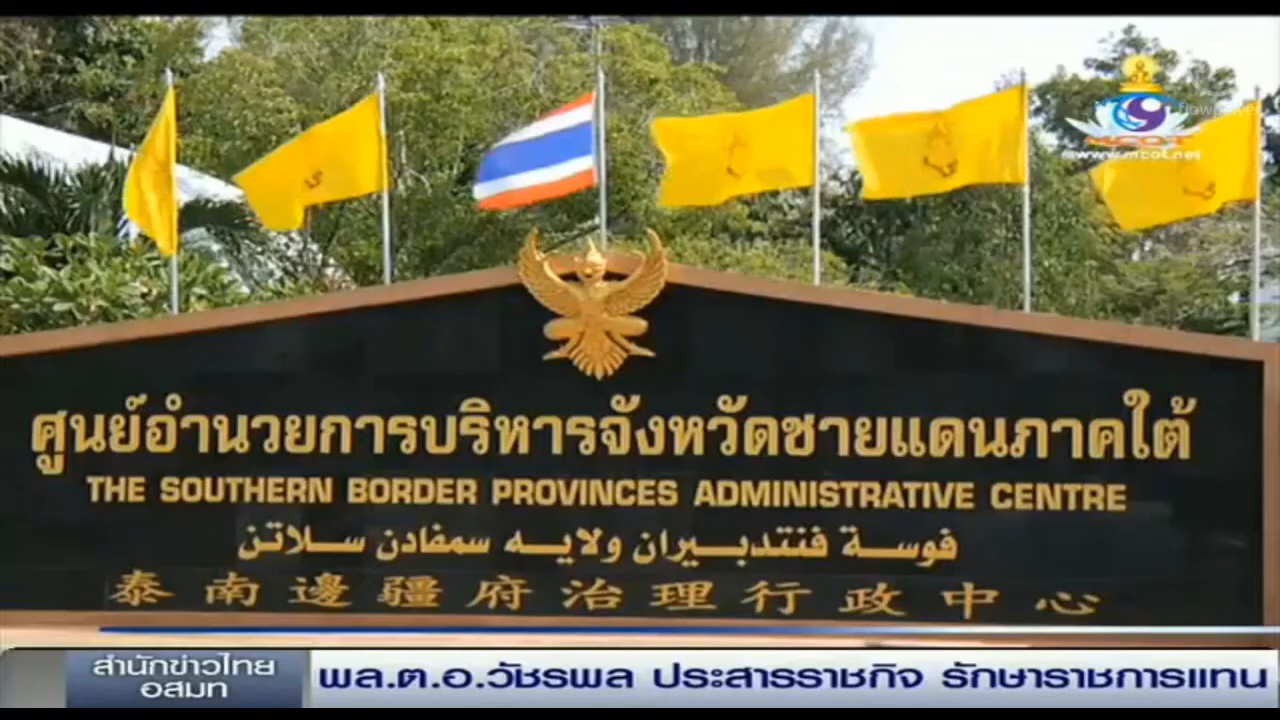 MCOT
www.mcot.net
ศูนย์อำนวยการบริหารจังหวัดชายแดนภาคใต้
THE SOUTHERN BORDER PROVINCES ADMINISTRATIVE CENTRE
فوسة فنتدبيران ولايه سمفادن سلاتن
泰南邊疆府治理行政中心
สำนักข่าวไทย
อสมท
พล.ต.อ.วัชรพล ประสารราชกิจ รักษาราชการแทน